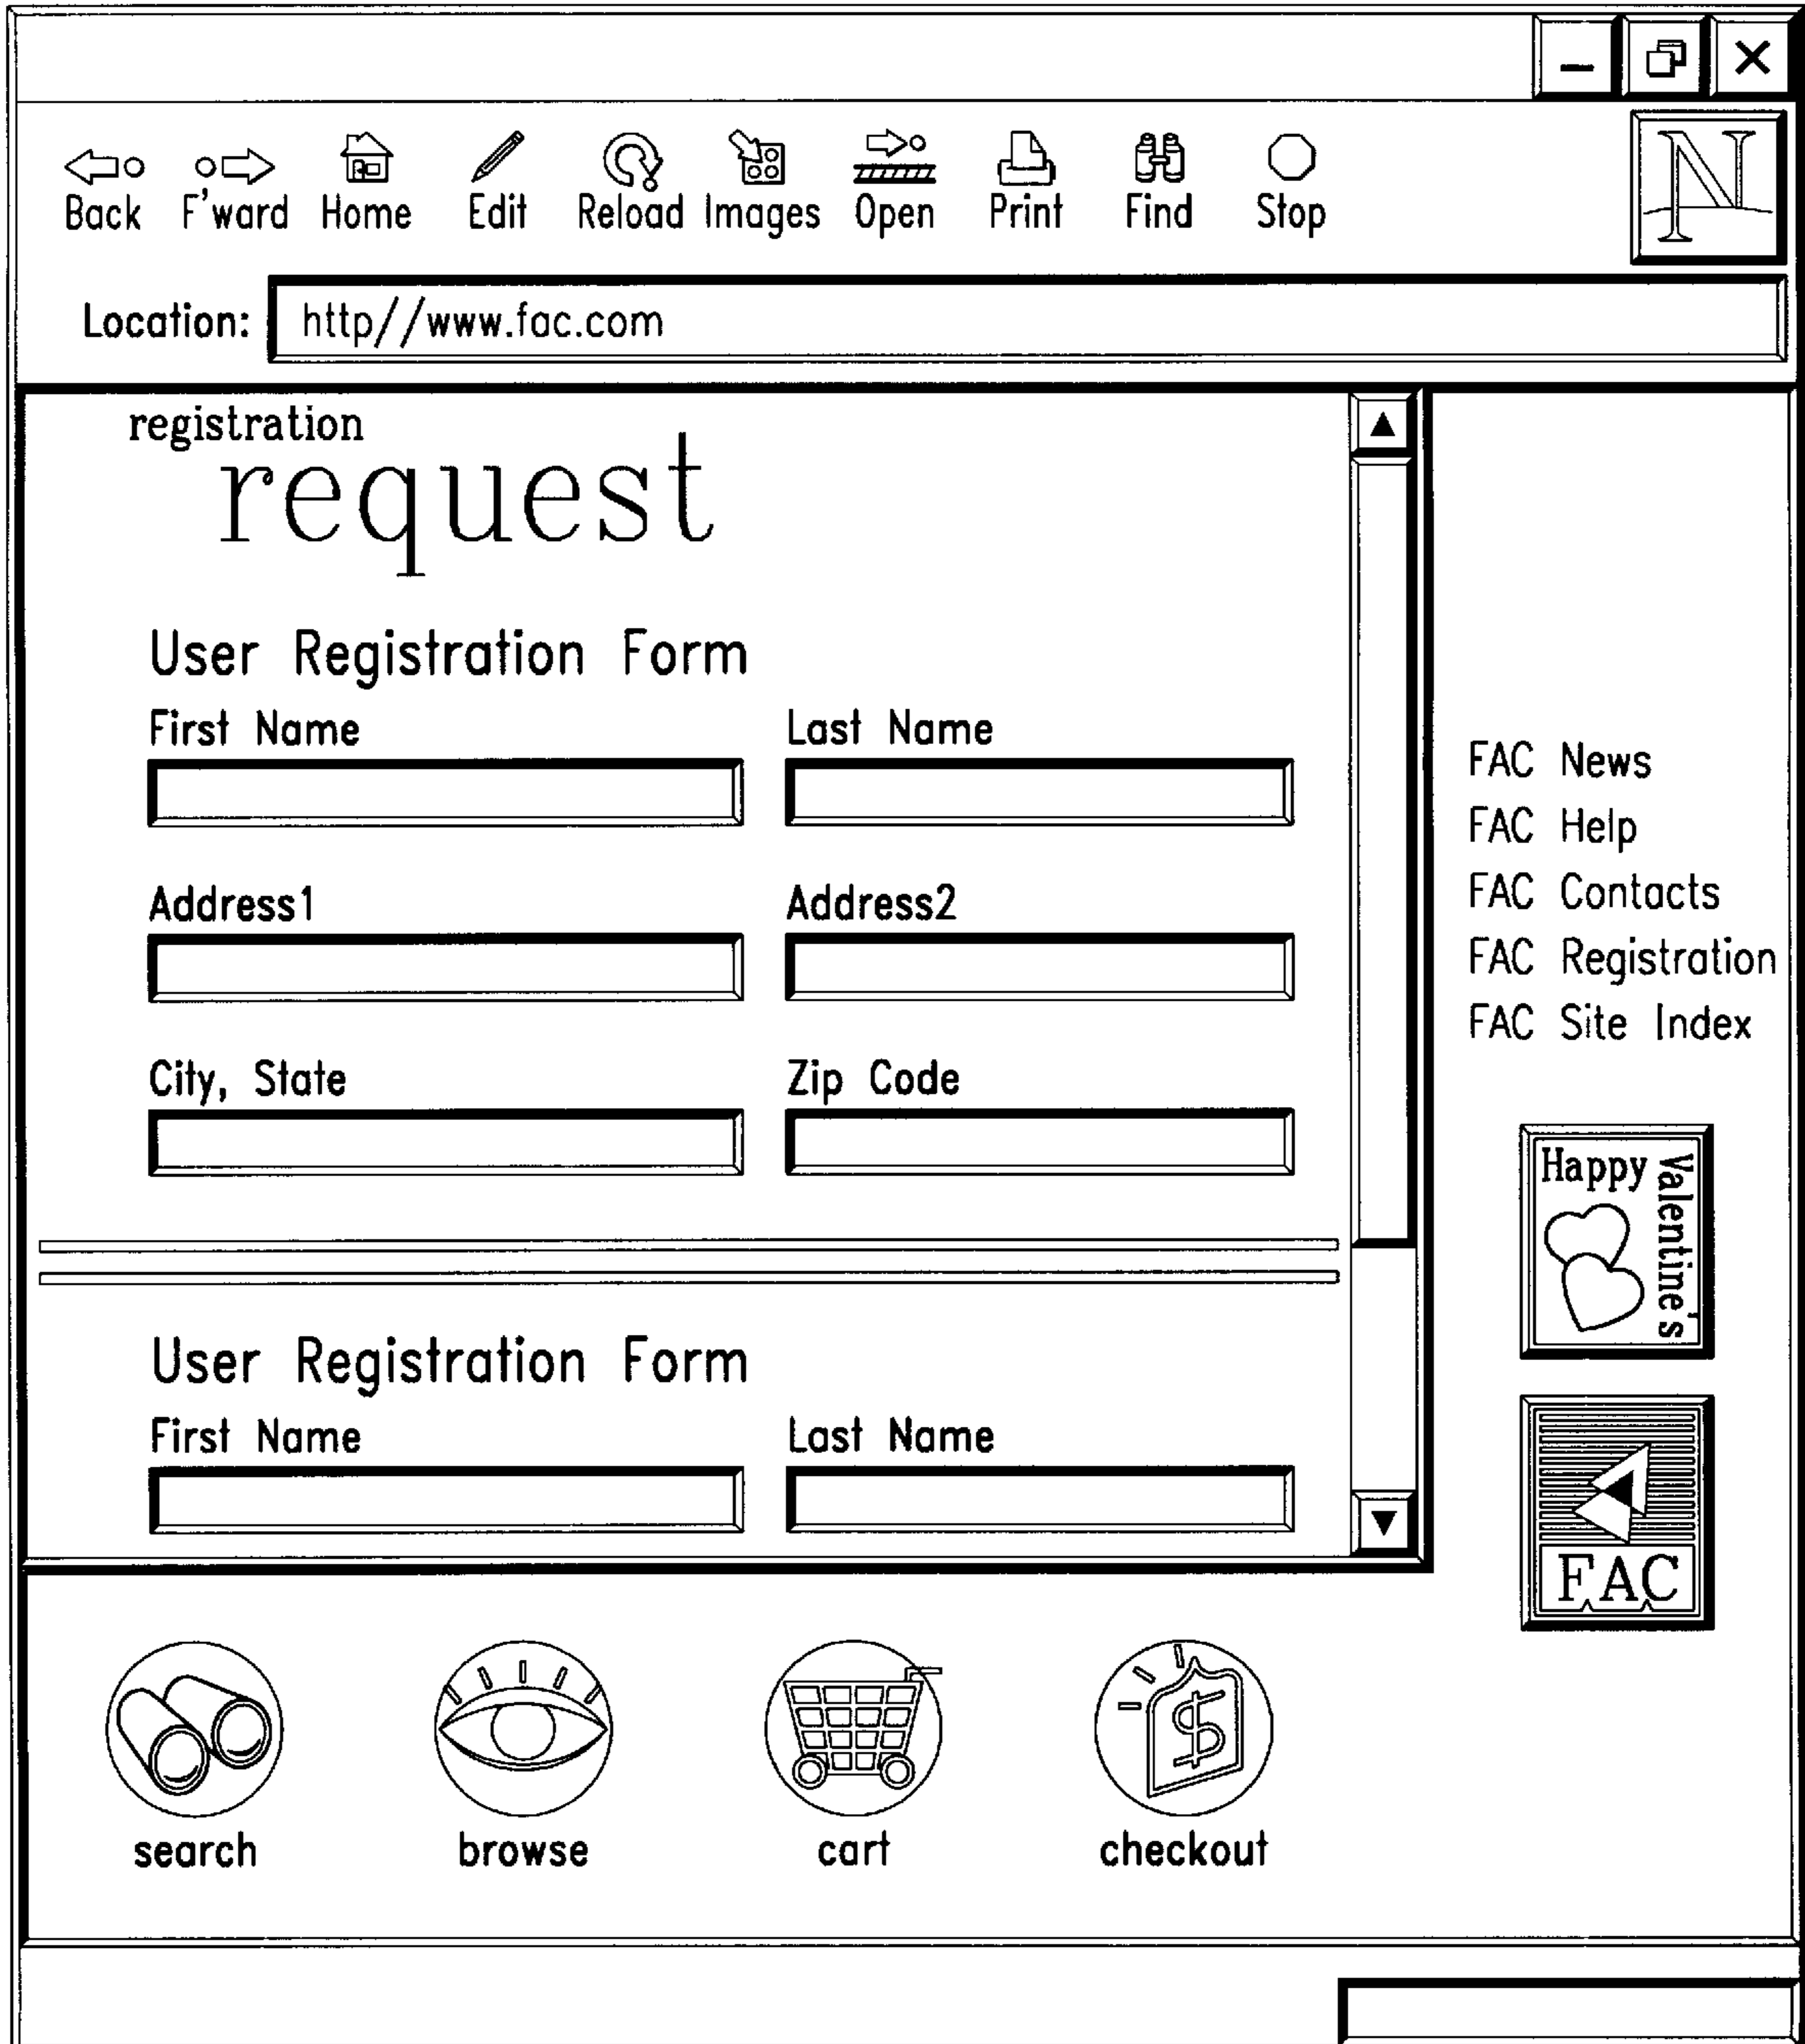 Back F'ward Home Edit Reload Images Open Print Find Stop
N
Location: http//www.fac.com
registration
request
User Registration Form
First Name Last Name
Address1 Address2
City, State Zip Code
User Registration Form
First Name Last Name
FAC News
FAC Help
FAC Contacts
FAC Registration
FAC Site Index
Happy
Valentine's
FAC
$
search browse cart checkout